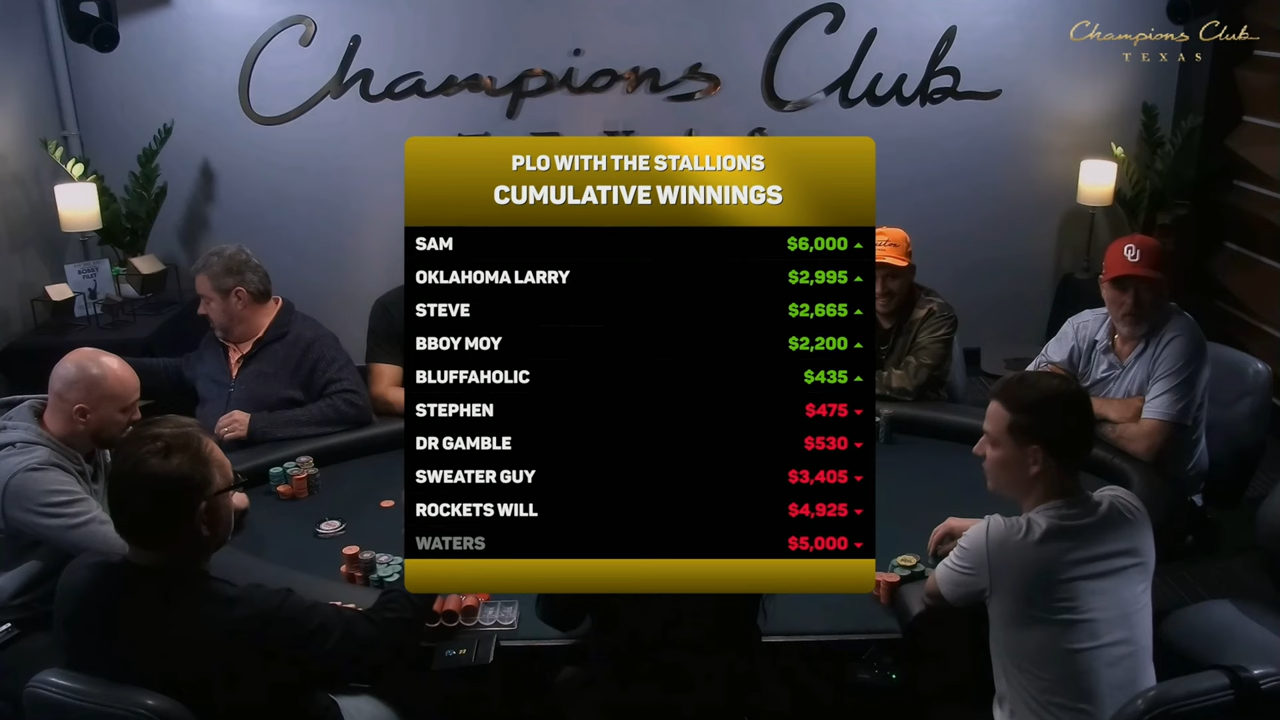 Champions Club
Champions Club
TEXAS
PLO WITH THE STALLIONS
CUMULATIVE WINNINGS
SAM $6,000
OKLAHOMA LARRY $2,995
STEVE $2,665
BBOY MOY $2,200
BLUFFAHOLIC $435
STEPHEN $475
DR GAMBLE $530
SWEATER GUY $3,405
ROCKETS WILL $4,925
WATERS $5,000
OU